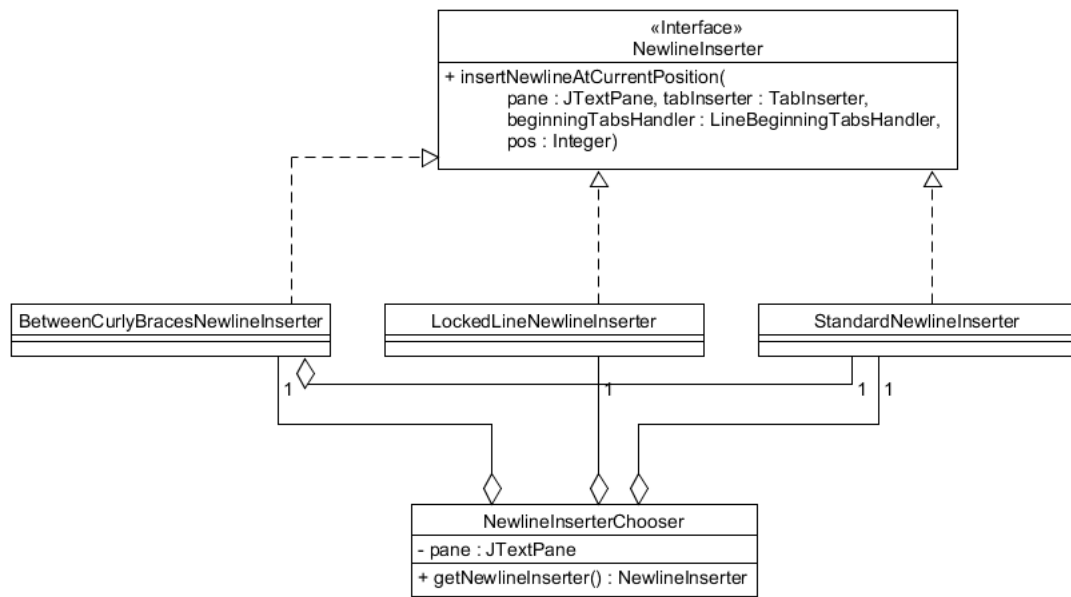 «Interface»
NewlineInserter
+ insertNewlineAtCurrentPosition(
pane : JTextPane, tabInserter : TabInserter,
beginningTabsHandler : LineBeginningTabsHandler,
pos : Integer)
BetweenCurlyBracesNewlineInserter
LockedLineNewlineInserter
StandardNewlineInserter
1
1
1
1
NewlineInserterChooser
- pane : JTextPane
+ getNewlineInserter() : NewlineInserter